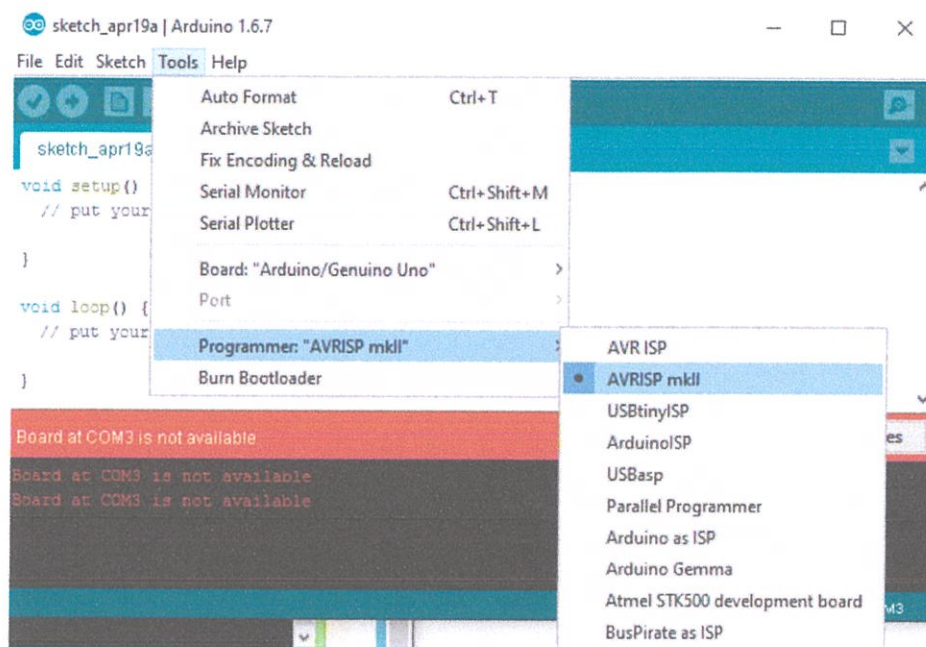 sketch_apr19a | Arduino 1.6.7
File Edit Sketch Tools Help
Auto Format Ctrl+T
Archive Sketch
sketch_apr19a
Fix Encoding & Reload
void setup()
Serial Monitor Ctrl+Shift+M
// put your
Serial Plotter Ctrl+Shift+L
}
Board: "Arduino/Genuino Uno"
Port
void loop() {
// put your
Programmer: "AVRISP mkII"
AVR ISP
Burn Bootloader
AVRISP mkII
}
USBtinyISP
Board at COM3 is not available
es
ArduinoISP
Board at COM3 is not available
USBasp
Board at COM3 is not available
Parallel Programmer
Arduino as ISP
Arduino Gemma
Atmel STK500 development board
M3
BusPirate as ISP